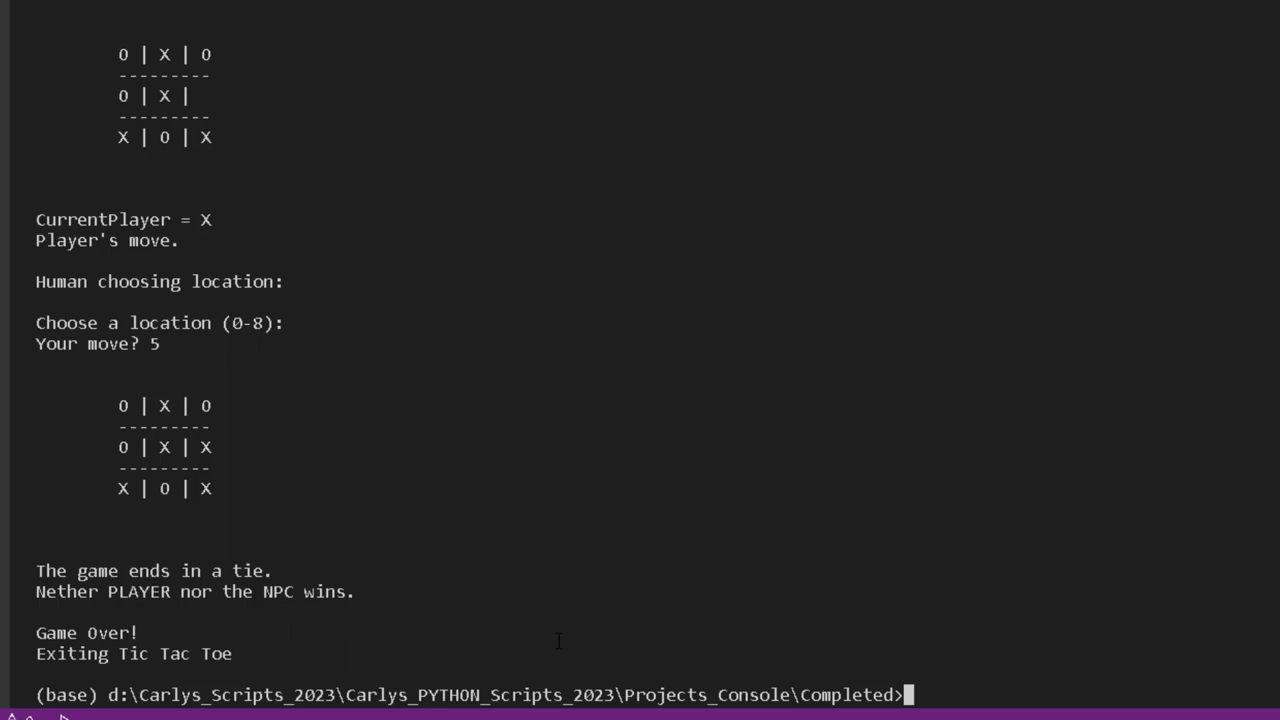 O | X | O
---------
O | X |
---------
X | O | X
CurrentPlayer = X
Player's move.
Human choosing location:
Choose a location (0-8):
Your move? 5
O | X | O
---------
O | X | X
---------
X | O | X
The game ends in a tie.
Nether PLAYER nor the NPC wins.
Game Over!
Exiting Tic Tac Toe
(base) d:\Carlys_Scripts_2023\Carlys_PYTHON_Scripts_2023\Projects_Console\Completed>